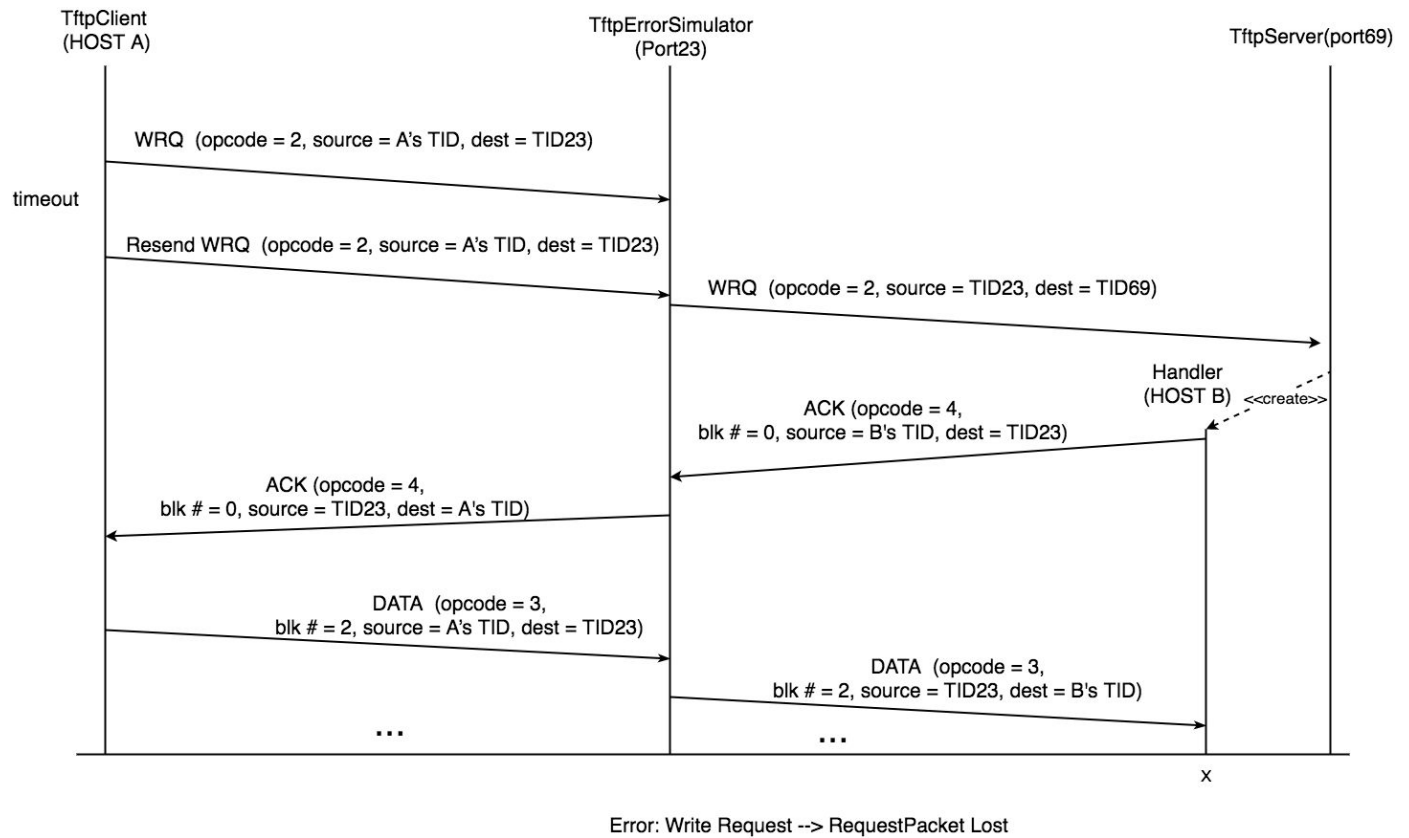 TftpClient
(HOST A)
TftpErrorSimulator
(Port23)
TftpServer(port69)
WRQ (opcode = 2, source = A’s TID, dest = TID23)
timeout
Resend WRQ (opcode = 2, source = A’s TID, dest = TID23)
WRQ (opcode = 2, source = TID23, dest = TID69)
Handler
(HOST B)
<<create>>
ACK (opcode = 4,
blk # = 0, source = B's TID, dest = TID23)
ACK (opcode = 4,
blk # = 0, source = TID23, dest = A's TID)
DATA (opcode = 3,
blk # = 2, source = A’s TID, dest = TID23)
DATA (opcode = 3,
blk # = 2, source = TID23, dest = B's TID)
...
...
x
Error: Write Request --> RequestPacket Lost